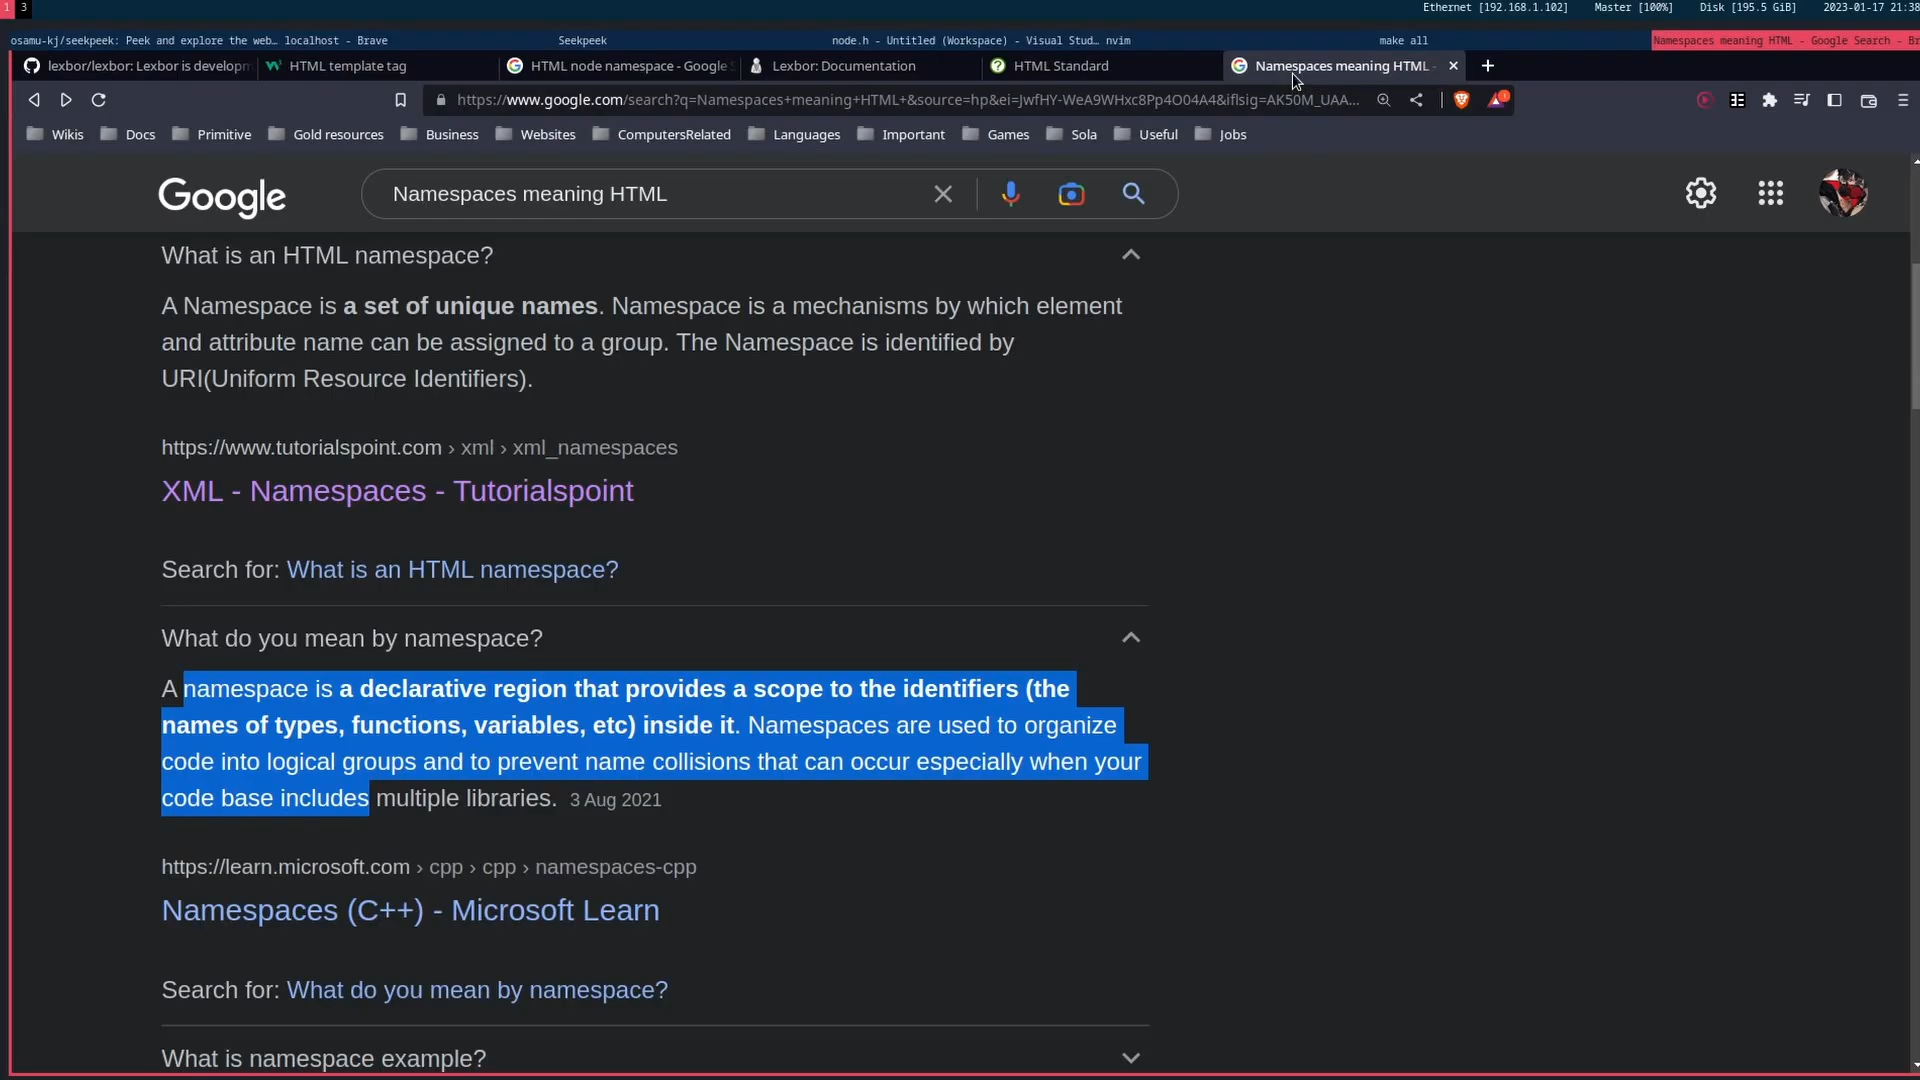 1 3 Ethernet [192.168.1.102] Master [100%] Disk [195.5 GiB] 2023-01-17 21:38
osamu-kj/seekpeek: Peek and explore the web… localhost - Brave Seekpeek node.h - Untitled (Workspace) - Visual Stud… nvim make all Namespaces meaning HTML - Google Search - Br
lexbor/lexbor: Lexbor is developm HTML template tag HTML node namespace - Google S Lexbor: Documentation HTML Standard Namespaces meaning HTML -
https://www.google.com/search?q=Namespaces+meaning+HTML+&source=hp&ei=JwfHY-WeA9WHxc8Pp4O04A4&iflsig=AK50M_UAA...
Wikis Docs Primitive Gold resources Business Websites ComputersRelated Languages Important Games Sola Useful Jobs
Google Namespaces meaning HTML
What is an HTML namespace?
A Namespace is a set of unique names. Namespace is a mechanisms by which element
and attribute name can be assigned to a group. The Namespace is identified by
URI(Uniform Resource Identifiers).
https://www.tutorialspoint.com › xml › xml_namespaces
XML - Namespaces - Tutorialspoint
Search for: What is an HTML namespace?
What do you mean by namespace?
A namespace is a declarative region that provides a scope to the identifiers (the
names of types, functions, variables, etc) inside it. Namespaces are used to organize
code into logical groups and to prevent name collisions that can occur especially when your
code base includes multiple libraries. 3 Aug 2021
https://learn.microsoft.com › cpp › cpp › namespaces-cpp
Namespaces (C++) - Microsoft Learn
Search for: What do you mean by namespace?
What is namespace example?